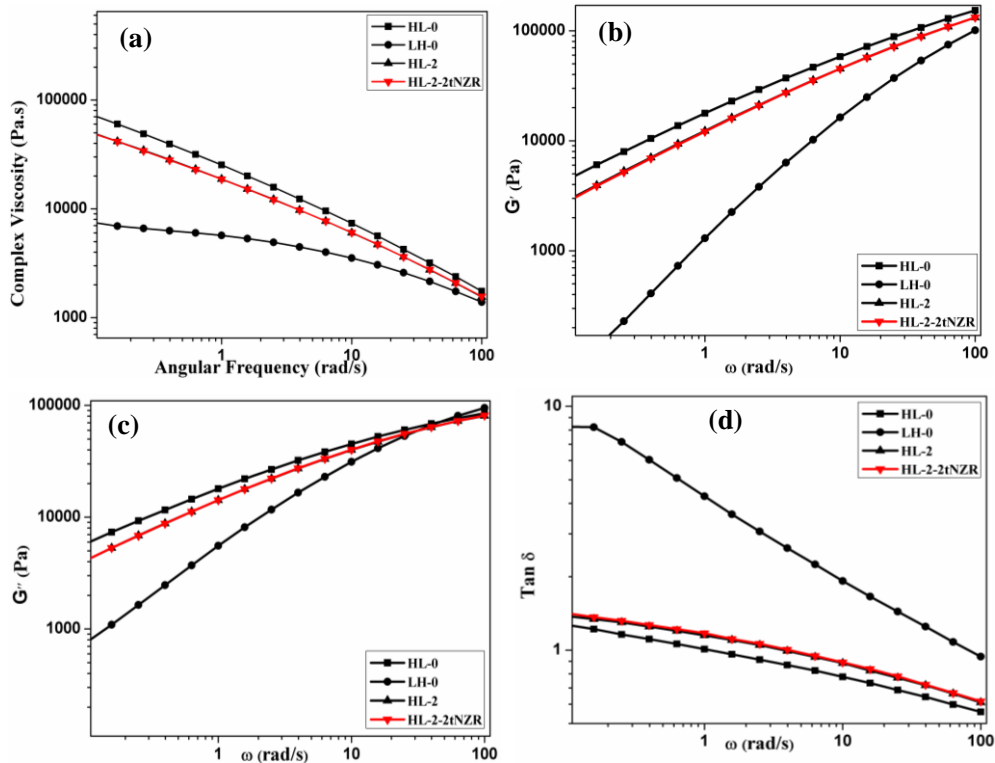 (a)
HL-0
LH-0
HL-2
HL-2-2tNZR
100000
10000
1000
Complex Viscosity (Pa.s)
1
10
100
Angular Frequency (rad/s)
(b)
100000
10000
1000
G' (Pa)
HL-0
LH-0
HL-2
HL-2-2tNZR
1
10
100
ω (rad/s)
(c)
100000
10000
1000
G'' (Pa)
HL-0
LH-0
HL-2
HL-2-2tNZR
1
10
100
ω (rad/s)
(d)
HL-0
LH-0
HL-2
HL-2-2tNZR
10
1
Tan δ
1
10
100
ω (rad/s)